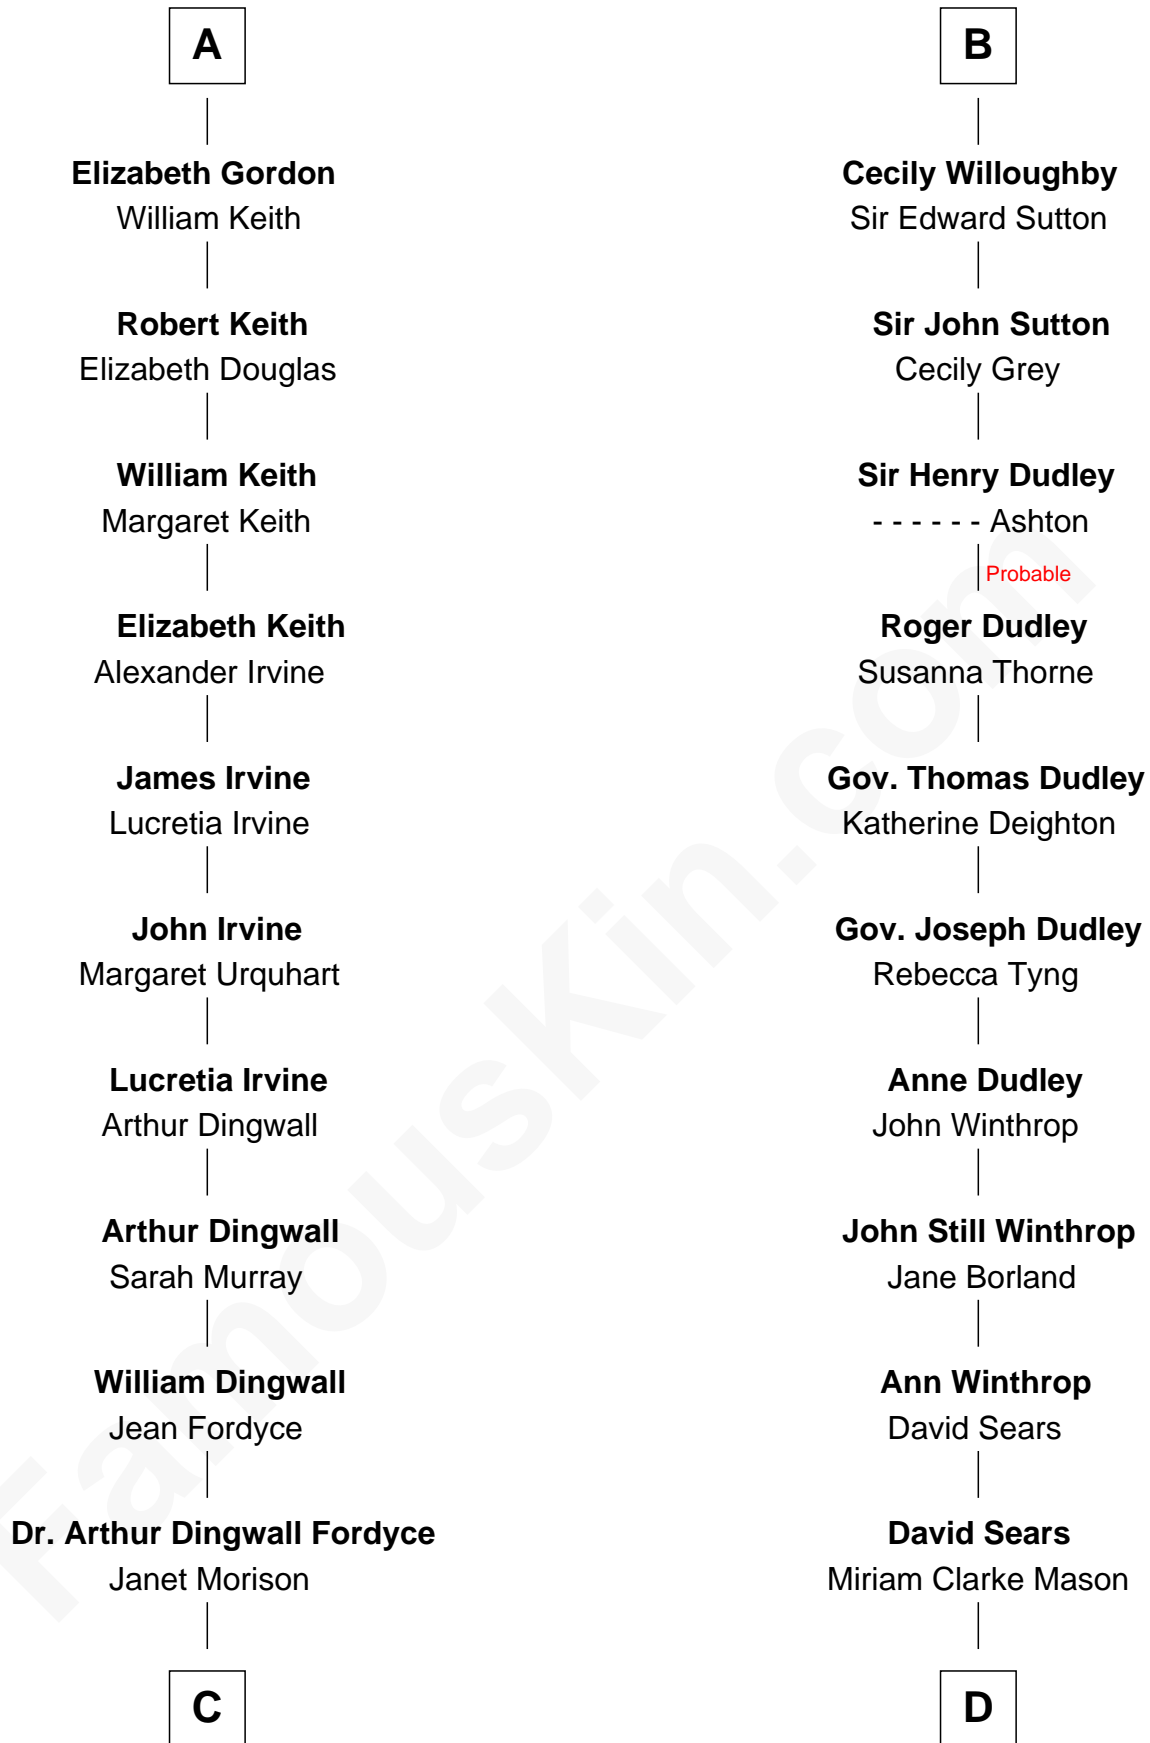 A
Elizabeth Gordon
William Keith
Robert Keith
Elizabeth Douglas
William Keith
Margaret Keith
Elizabeth Keith
Alexander Irvine
James Irvine
Lucretia Irvine
John Irvine
Margaret Urquhart
Lucretia Irvine
Arthur Dingwall
Arthur Dingwall
Sarah Murray
William Dingwall
Jean Fordyce
Dr. Arthur Dingwall Fordyce
Janet Morison
C
B
Cecily Willoughby
Sir Edward Sutton
Sir John Sutton
Cecily Grey
Sir Henry Dudley
- - - - - - Ashton
Probable
Roger Dudley
Susanna Thorne
Gov. Thomas Dudley
Katherine Deighton
Gov. Joseph Dudley
Rebecca Tyng
Anne Dudley
John Winthrop
John Still Winthrop
Jane Borland
Ann Winthrop
David Sears
David Sears
Miriam Clarke Mason
D
FamousKin.com